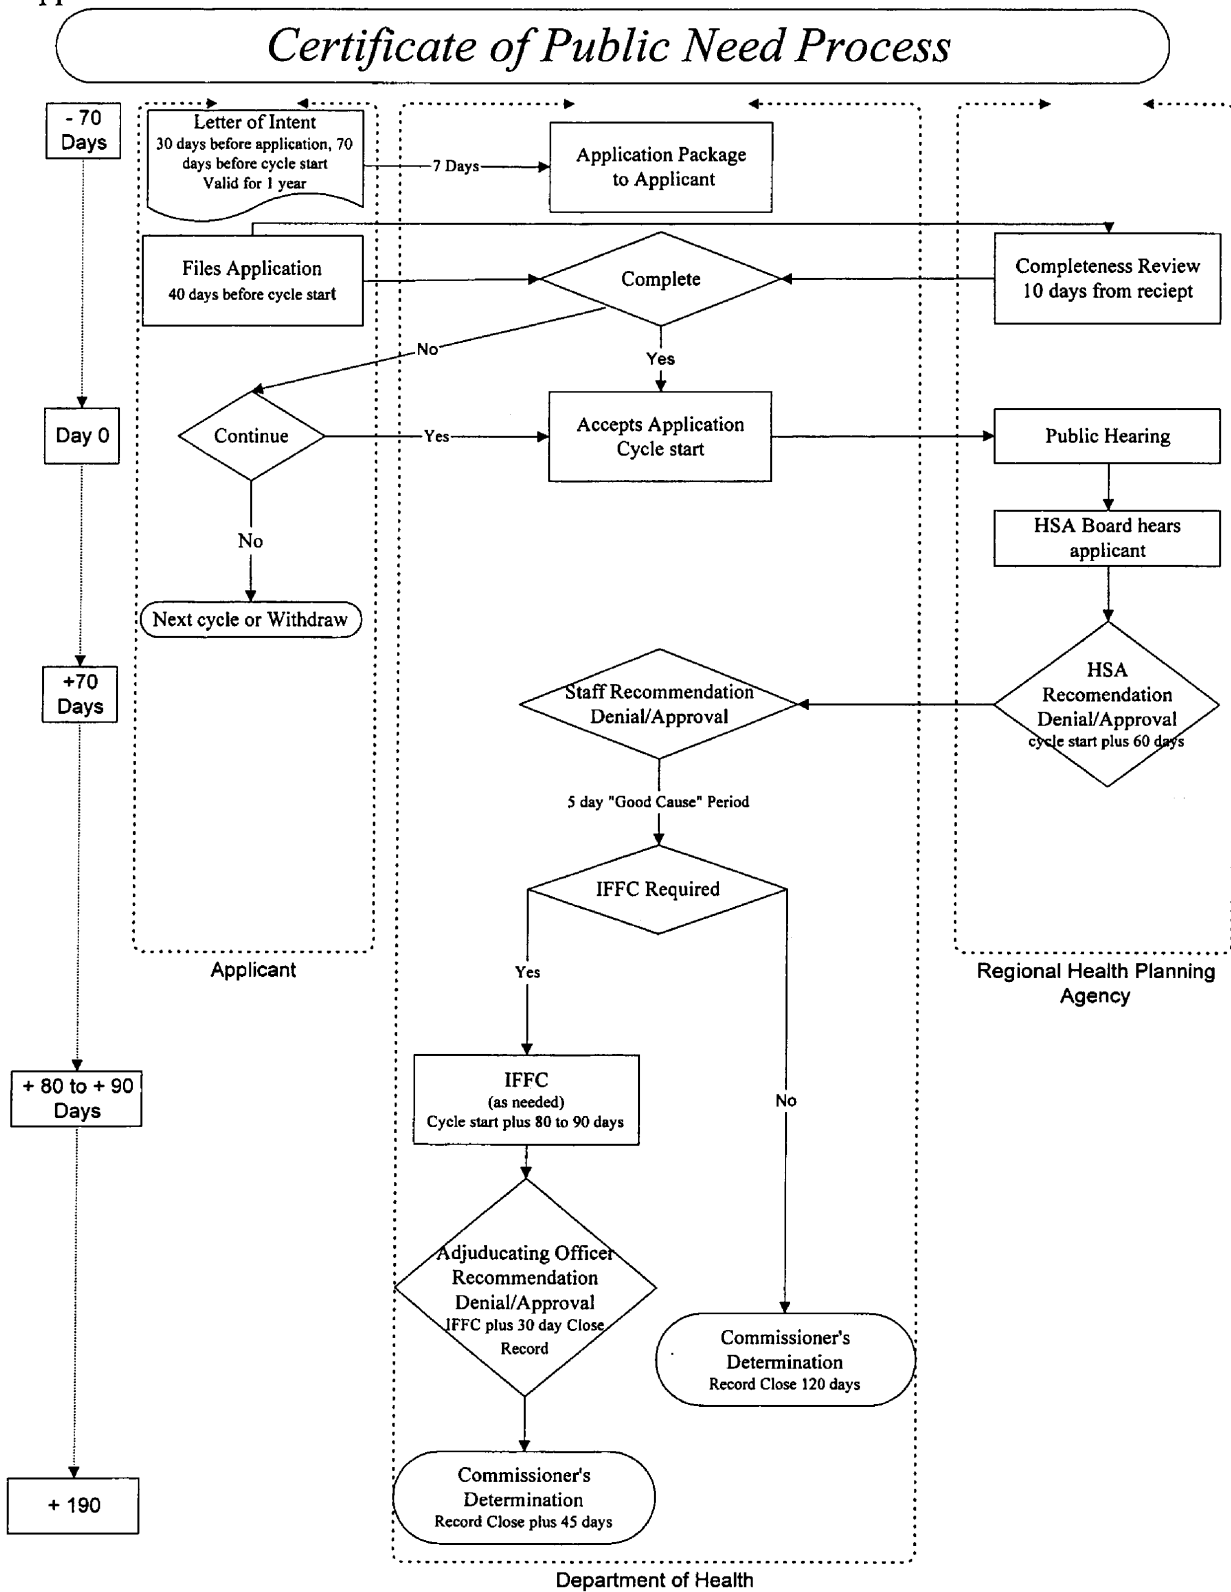 Certificate of Public Need Process
- 70
Days
Letter of Intent
30 days before application, 70
days before cycle start
Valid for 1 year
7 Days
Application Package
to Applicant
Files Application
40 days before cycle start
Complete
Completeness Review
10 days from reciept
No
Yes
Day 0
Continue
Yes
Accepts Application
Cycle start
Public Hearing
No
HSA Board hears
applicant
Next cycle or Withdraw
+70
Days
Staff Recommendation
Denial/Approval
HSA
Recomendation
Denial/Approval
cycle start plus 60 days
5 day "Good Cause" Period
IFFC Required
Applicant
Yes
Regional Health Planning
Agency
+ 80 to + 90
Days
IFFC
(as needed)
Cycle start plus 80 to 90 days
No
Adjuducating Officer
Recommendation
Denial/Approval
IFFC plus 30 day Close
Record
Commissioner's
Determination
Record Close 120 days
+ 190
Commissioner's
Determination
Record Close plus 45 days
Department of Health